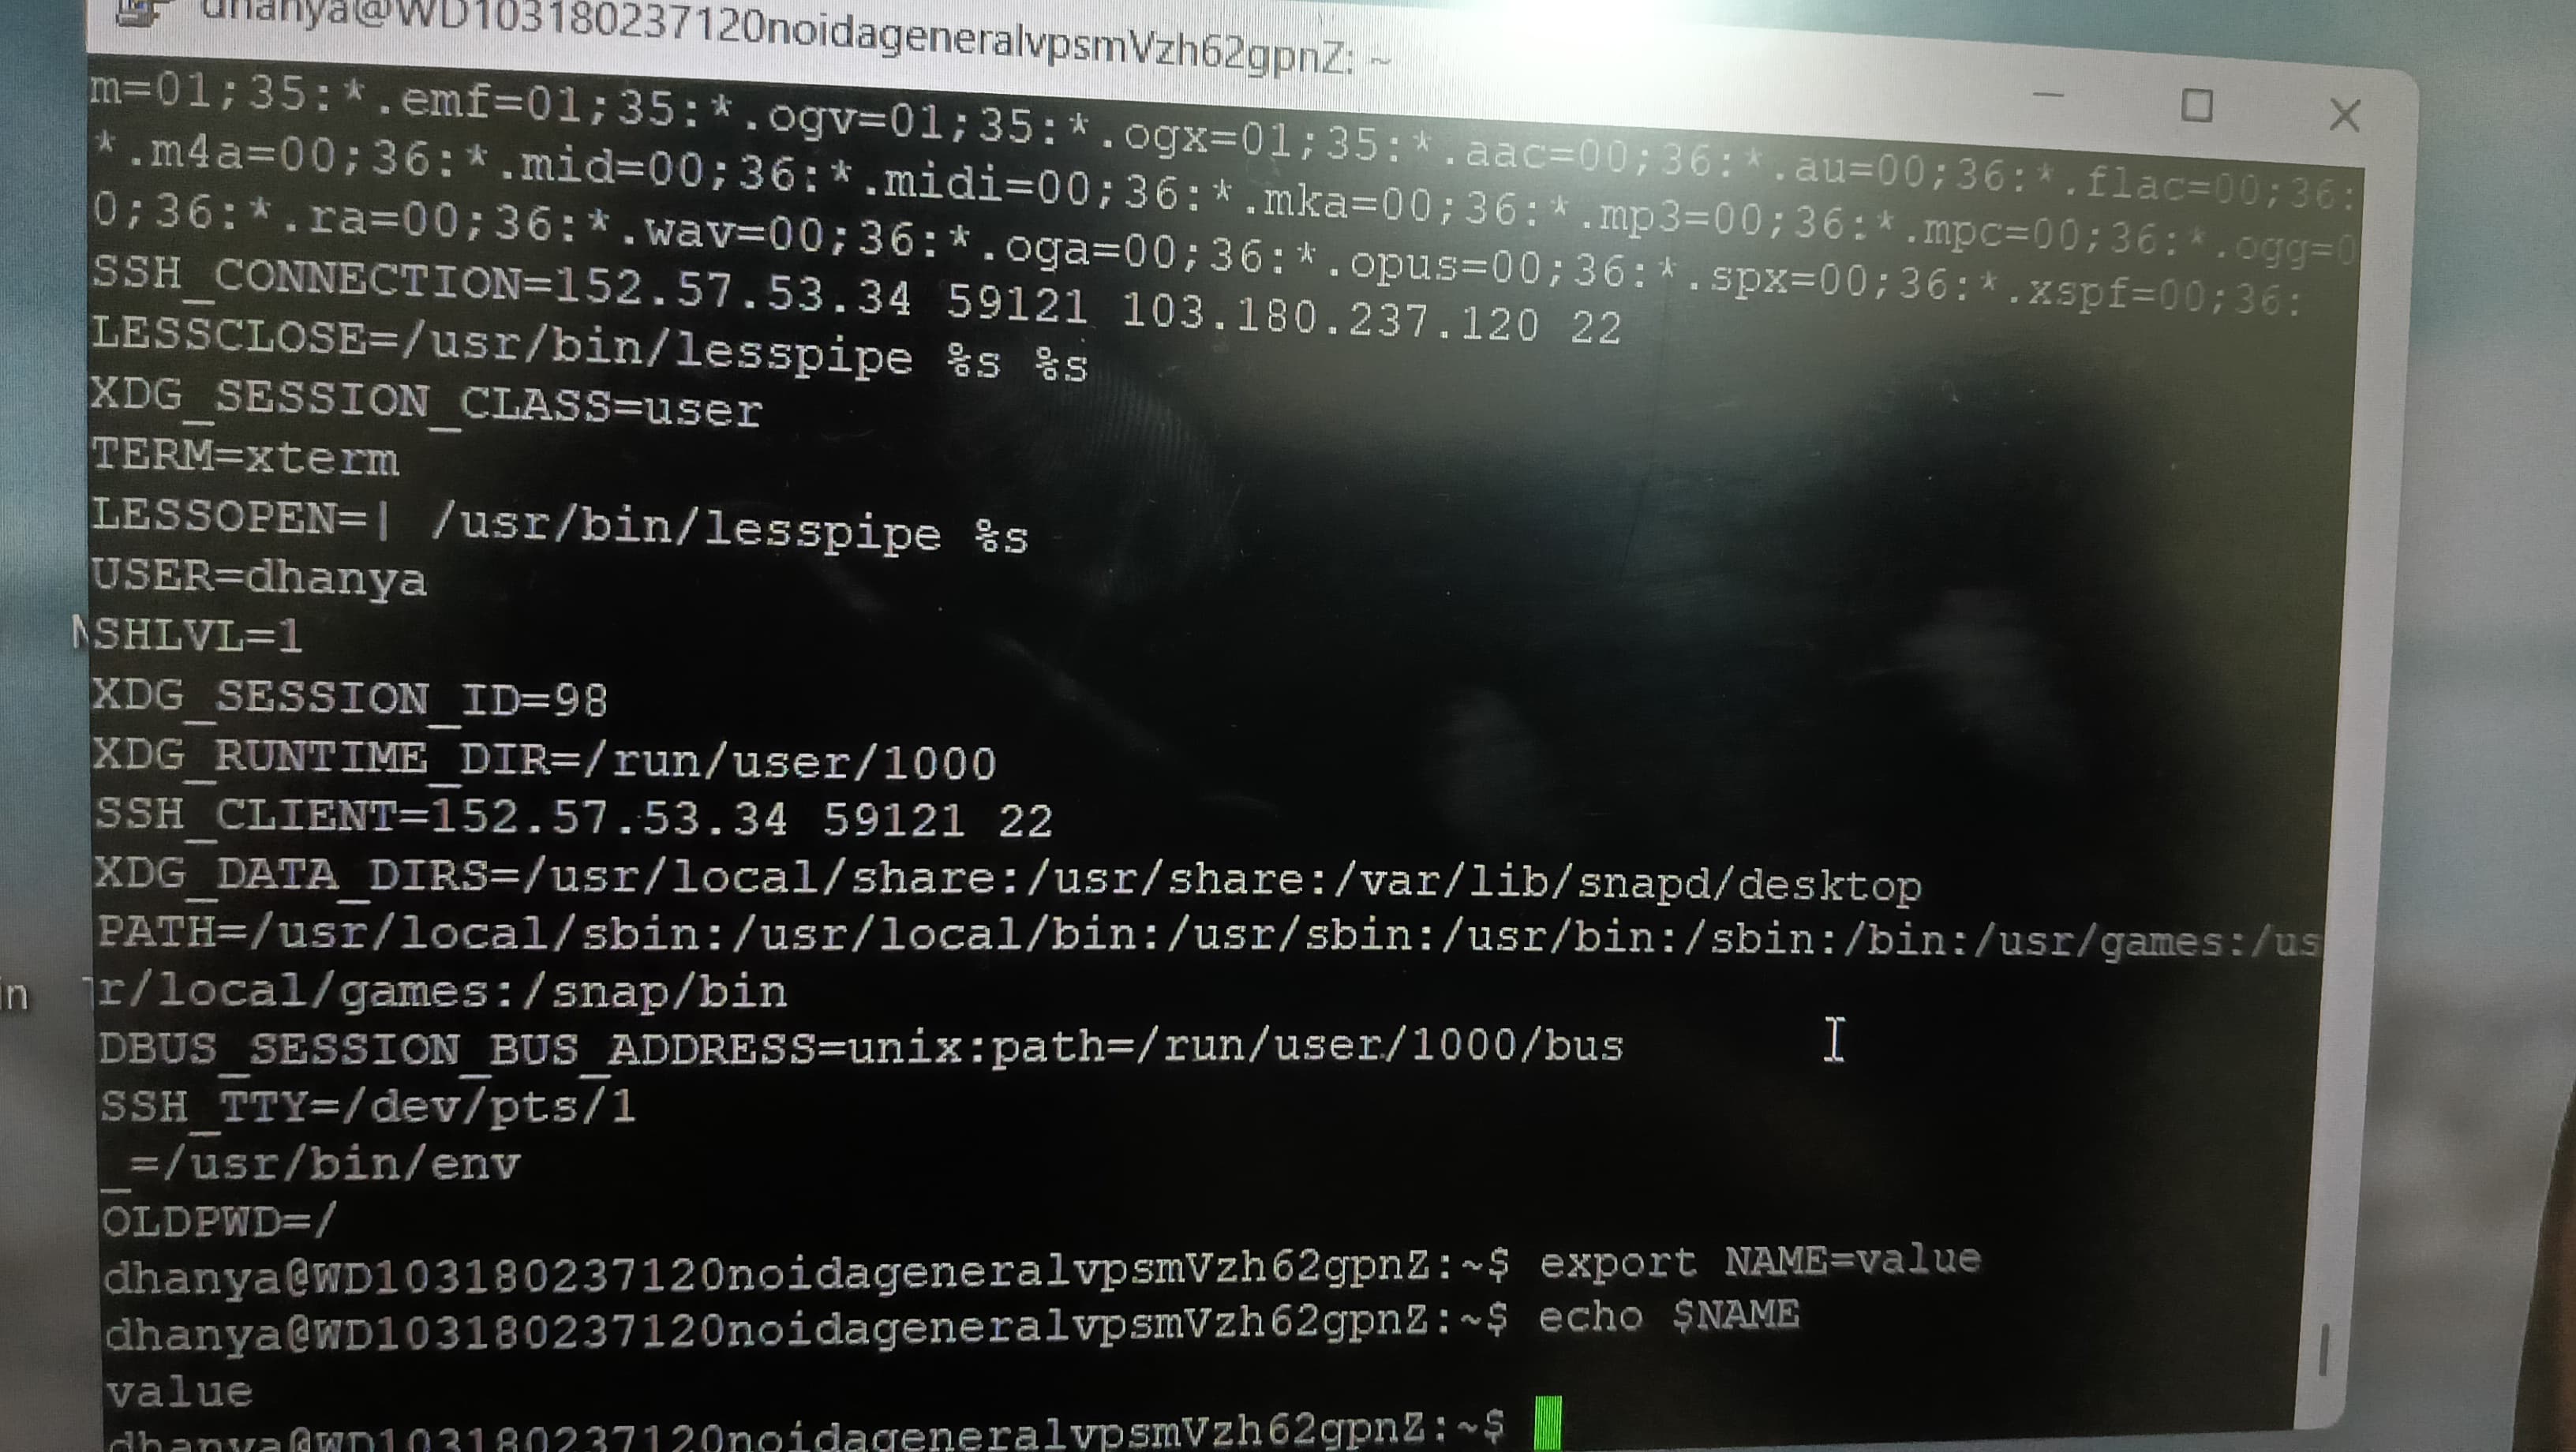 dhanya@WD103180237120noidageneralvpsmVzh62gpnZ: ~
m=01;35:*.emf=01;35:*.ogv=01;35:*.ogx=01;35:*.aac=00;36:*.au=00;36:*.flac=00;36:
*.m4a=00;36:*.mid=00;36:*.midi=00;36:*.mka=00;36:*.mp3=00;36:*.mpc=00;36:*.ogg=0
0;36:*.ra=00;36:*.wav=00;36:*.oga=00;36:*.opus=00;36:*.spx=00;36:*.xspf=00;36:
SSH_CONNECTION=152.57.53.34 59121 103.180.237.120 22
LESSCLOSE=/usr/bin/lesspipe %s %s
XDG_SESSION_CLASS=user
TERM=xterm
LESSOPEN=| /usr/bin/lesspipe %s
USER=dhanya
SHLVL=1
XDG_SESSION_ID=98
XDG_RUNTIME_DIR=/run/user/1000
SSH_CLIENT=152.57.53.34 59121 22
XDG_DATA_DIRS=/usr/local/share:/usr/share:/var/lib/snapd/desktop
PATH=/usr/local/sbin:/usr/local/bin:/usr/sbin:/usr/bin:/sbin:/bin:/usr/games:/us
r/local/games:/snap/bin
DBUS_SESSION_BUS_ADDRESS=unix:path=/run/user/1000/bus
SSH_TTY=/dev/pts/1
_=/usr/bin/env
OLDPWD=/
dhanya@WD103180237120noidageneralvpsmVzh62gpnZ:~$ export NAME=value
dhanya@WD103180237120noidageneralvpsmVzh62gpnZ:~$ echo $NAME
value
dhanya@WD103180237120noidageneralvpsmVzh62gpnZ:~$